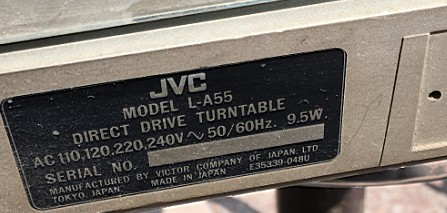 JVC
MODEL L-A55
DIRECT DRIVE TURNTABLE
AC 110,120,220,240V ~ 50/60Hz. 9.5W.
SERIAL NO.
MANUFACTURED BY VICTOR COMPANY OF JAPAN, LTD
TOKYO, JAPAN MADE IN JAPAN E35339-048U